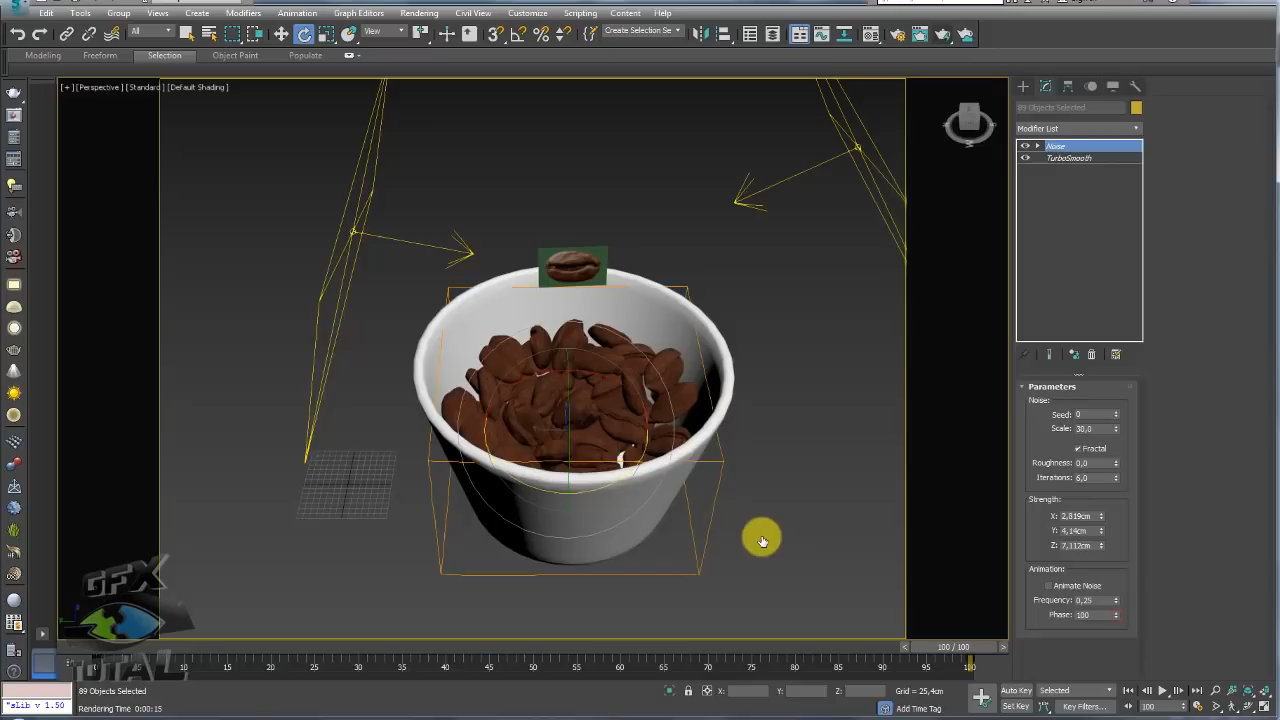 Edit Tools Group Views Create Modifiers Animation Graph Editors Rendering Civil View Customize Scripting Content Help
All View Create Selection Se
Modeling Freeform Selection Object Paint Populate
[+] [Perspective] [Standard] [Default Shading]
89 Objects Selected
Modifier List
Noise
TurboSmooth
Parameters
Noise:
Seed: 0
Scale: 30,0
Fractal
Roughness: 0,0
Iterations: 6,0
Strength:
X: 2,819cm
Y: 4,14cm
Z: 7,112cm
Animation:
Animate Noise
Frequency: 0,25
Phase: 100
GFX
TOTAL
100 / 100
15 20 25 30 35 40 45 50 55 60 65 70 75 80 85 90 95 100
89 Objects Selected X: Y: Z: Grid = 25,4cm Auto Key Selected
"sLib v 1.50 Rendering Time 0:00:15 Add Time Tag Set Key Key Filters... 100